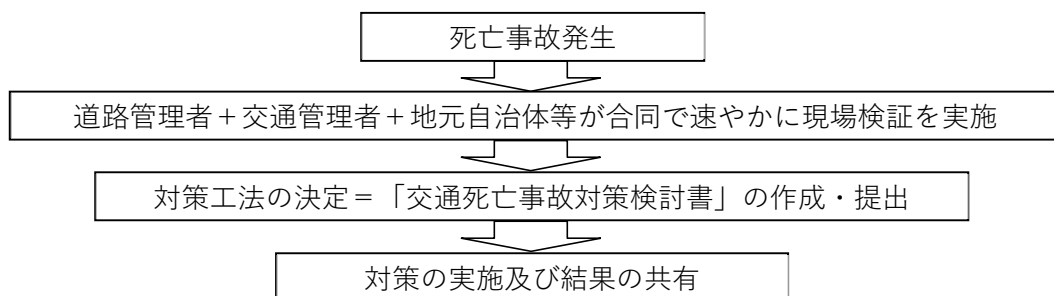 死亡事故発生
道路管理者+交通管理者+地元自治体等が合同で速やかに現場検証を実施
対策工法の決定=「交通死亡事故対策検討書」の作成・提出
対策の実施及び結果の共有